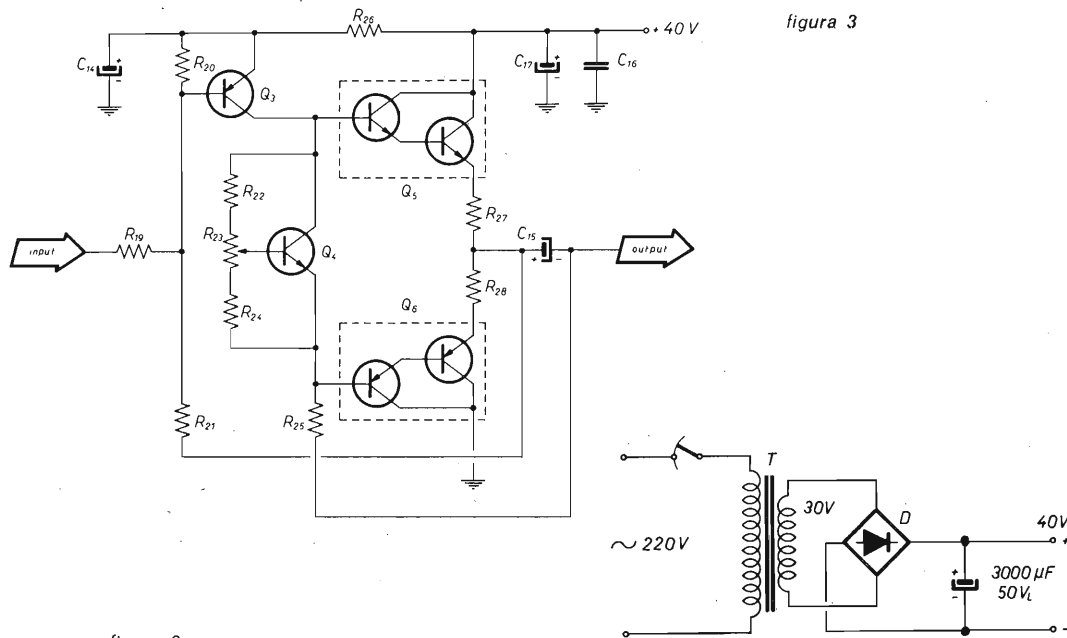 figura 3
R26
+ 40 V
C14
+
-
R20
Q3
C17
+
-
C16
Q5
R22
R27
input
R19
R23
Q4
C15
+
-
output
R28
R24
Q6
R21
R25
T
30V
D
40V
+
~ 220V
+
-
3000 µF
50VL
-